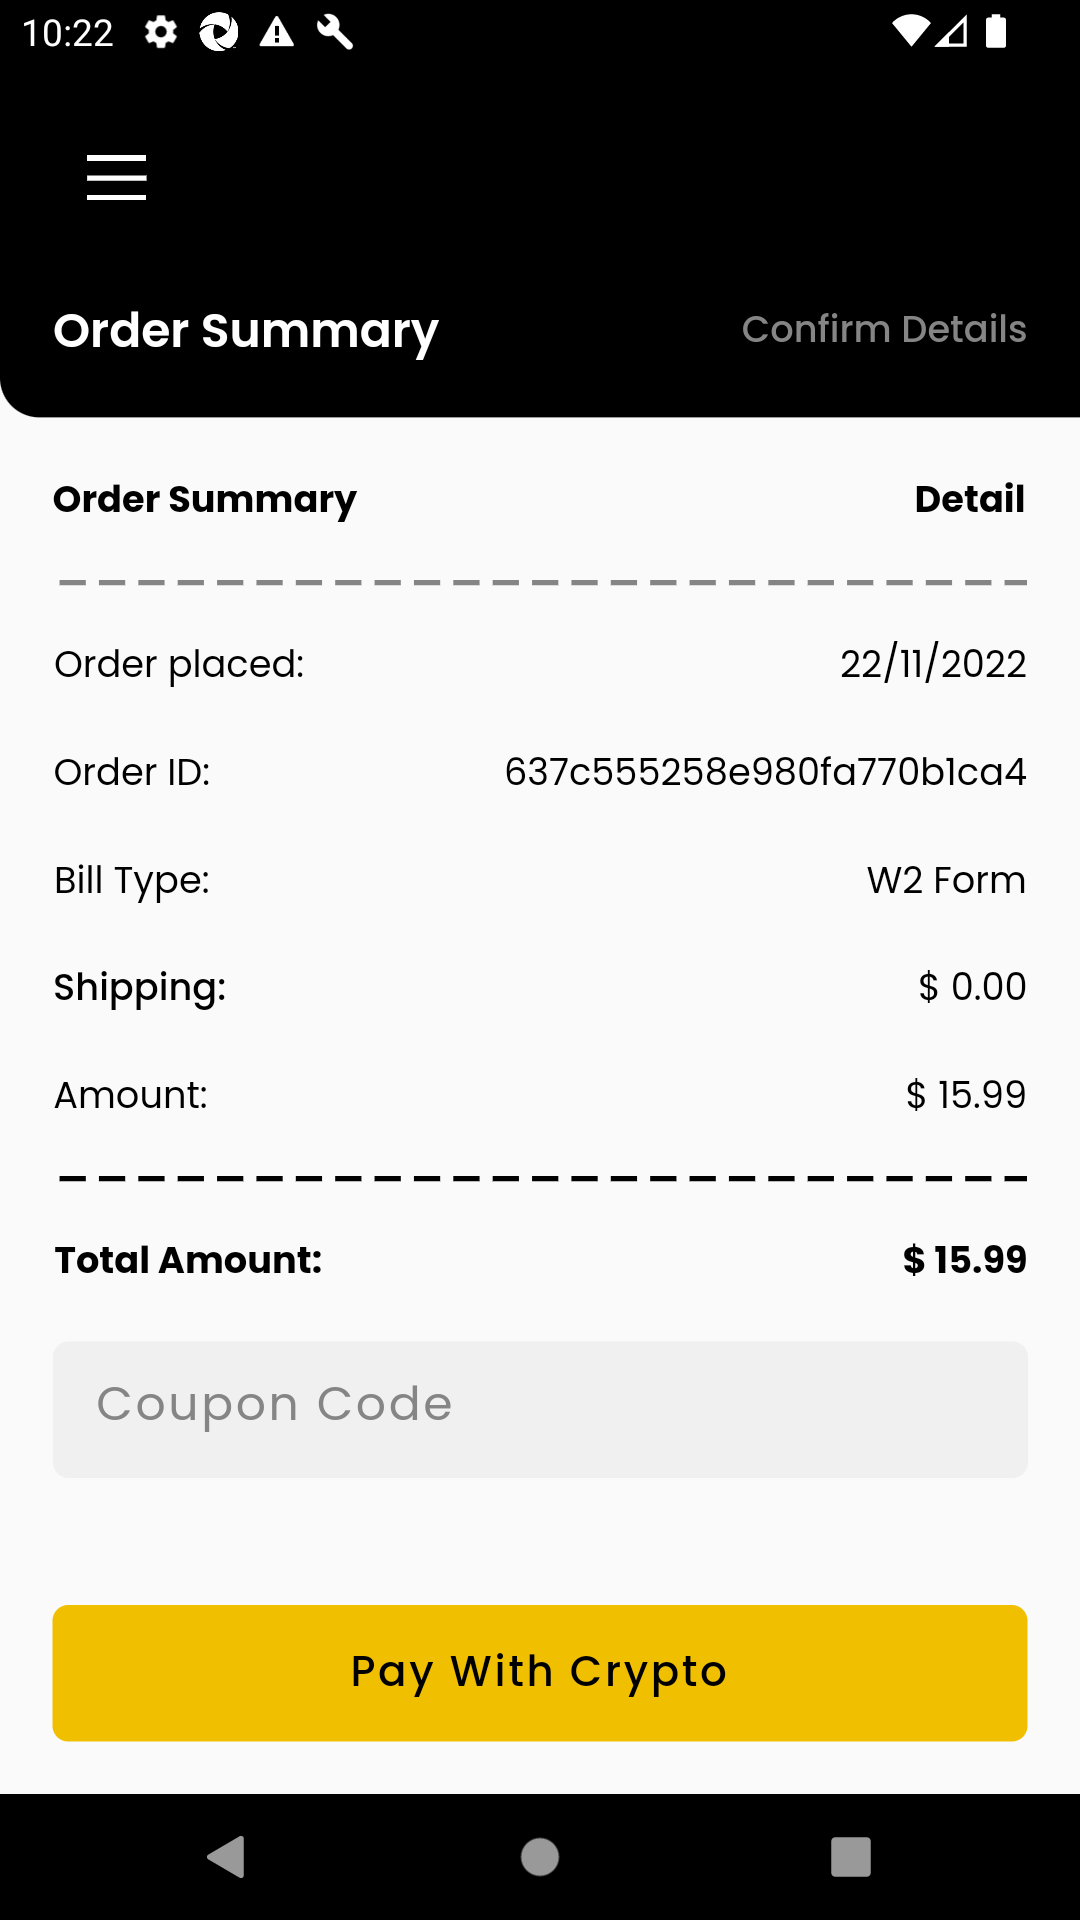 10:22
Order Summary Confirm Details
Order Summary Detail
Order placed: 22/11/2022
Order ID: 637c555258e980fa770b1ca4
Bill Type: W2 Form
Shipping: $ 0.00
Amount: $ 15.99
Total Amount: $ 15.99
Coupon Code
Pay With Crypto